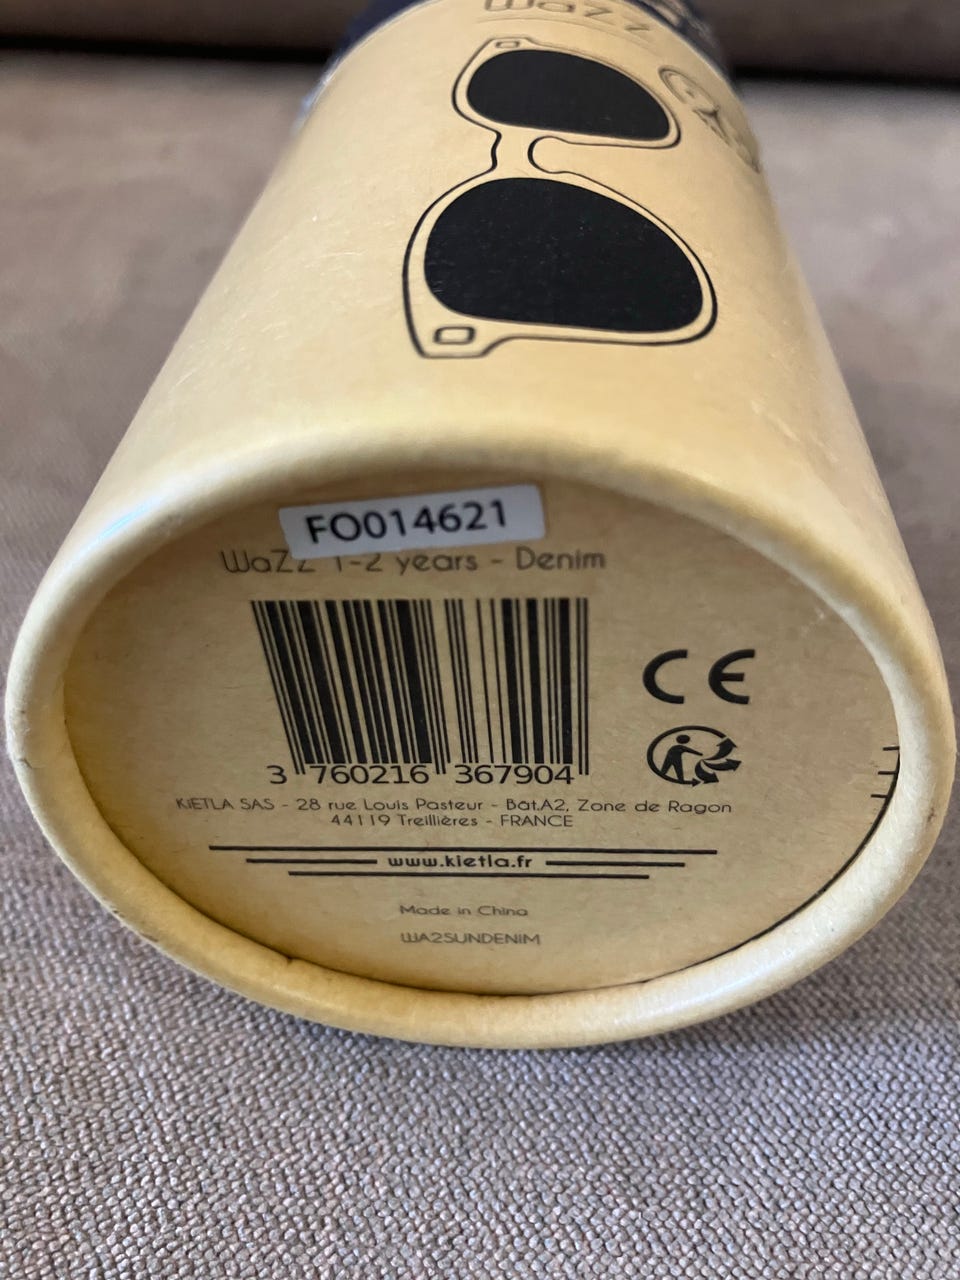 WaZZ
FO014621
WaZZ 1-2 years - Denim
CE
3 760216 367904
KiETLA SAS - 28 rue Louis Pasteur - Bât.A2, Zone de Ragon
44119 Treillières - FRANCE
www.kietla.fr
Made in China
WA2SUNDENIM